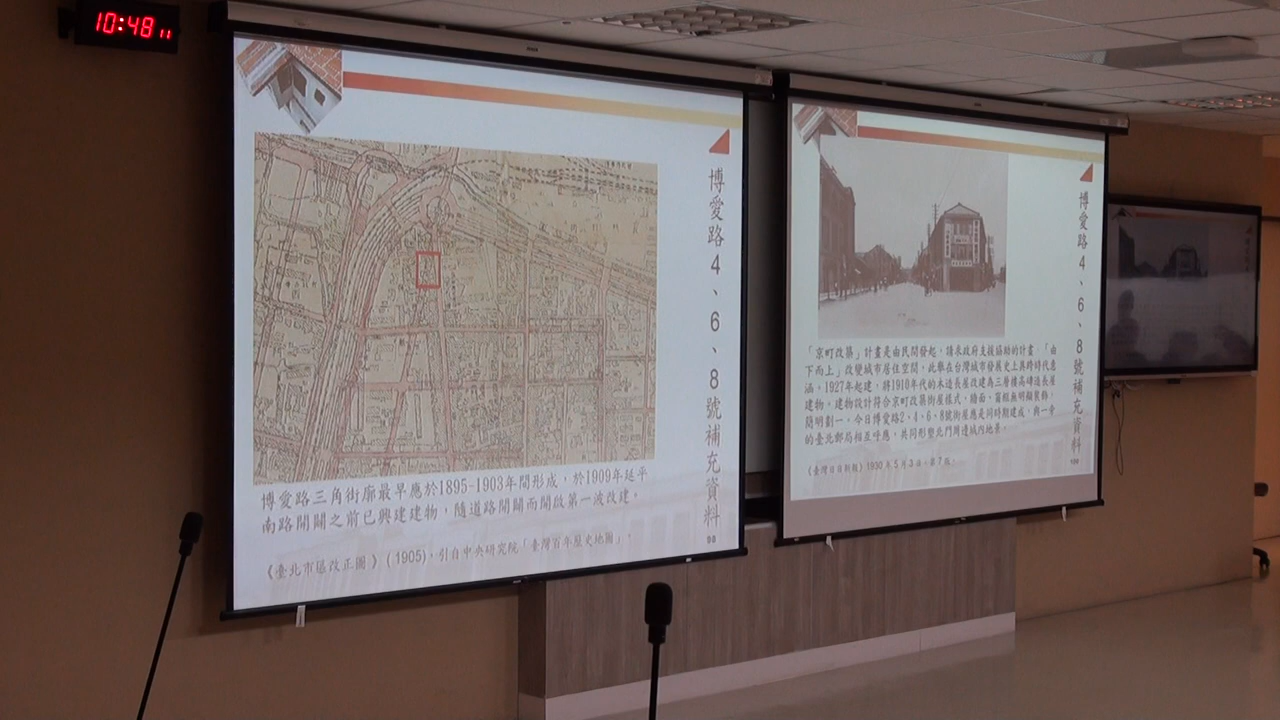 10:48 11
博愛路4、6、8號補充資料
博愛路三角街廓最早應於1895-1903年間形成，於1909年延平
南路開闢之前已興建建物，隨道路開闢而開啟第一波改建。
《臺北市區改正圖》(1905)，引自中央研究院「臺灣百年歷史地圖」。
98
博愛路4、6、8號補充資料
「京町改築」計畫是由民間發起，請求政府支援協助的計畫，「由
下而上」改變城市居住空間，此舉在台灣城市發展史上具跨時代意
涵。1927年起建，將1910年代的木造長屋改建為三層樓高磚造長屋
建物。建物設計符合京町改築街屋樣式，牆面、窗框無明顯裝飾，
簡明劃一。今日博愛路2、4、6、8號街屋應是同時期建成，與一旁
的臺北郵局相互呼應，共同形塑北門周邊城內地景。
《臺灣日日新報》1930年5月3日，第7版。